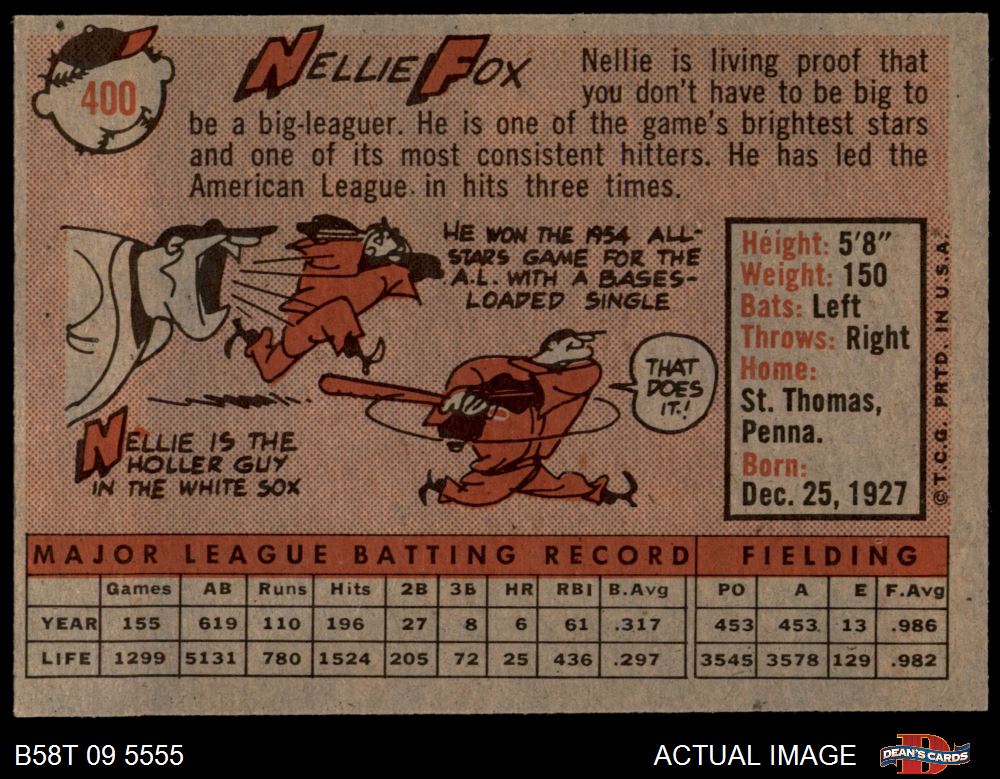 400
NELLIE FOX
Nellie is living proof that
you don't have to be big to
be a big-leaguer. He is one of the game's brightest stars
and one of its most consistent hitters. He has led the
American League in hits three times.
HE WON THE 1954 ALL-
STARS GAME FOR THE
A.L. WITH A BASES-
LOADED SINGLE
THAT
DOES
IT!
NELLIE IS THE
HOLLER GUY
IN THE WHITE SOX
Height: 5'8"
Weight: 150
Bats: Left
Throws: Right
Home:
St. Thomas,
Penna.
Born:
Dec. 25, 1927
© T.C.G. PRTD. IN U.S.A.
MAJOR LEAGUE BATTING RECORD FIELDING
Games AB Runs Hits 2B 3B HR RBI B.Avg PO A E F.Avg
YEAR 155 619 110 196 27 8 6 61 .317 453 453 13 .986
LIFE 1299 5131 780 1524 205 72 25 436 .297 3545 3578 129 .982
B58T 09 5555
ACTUAL IMAGE
D
DEAN'S CARDS